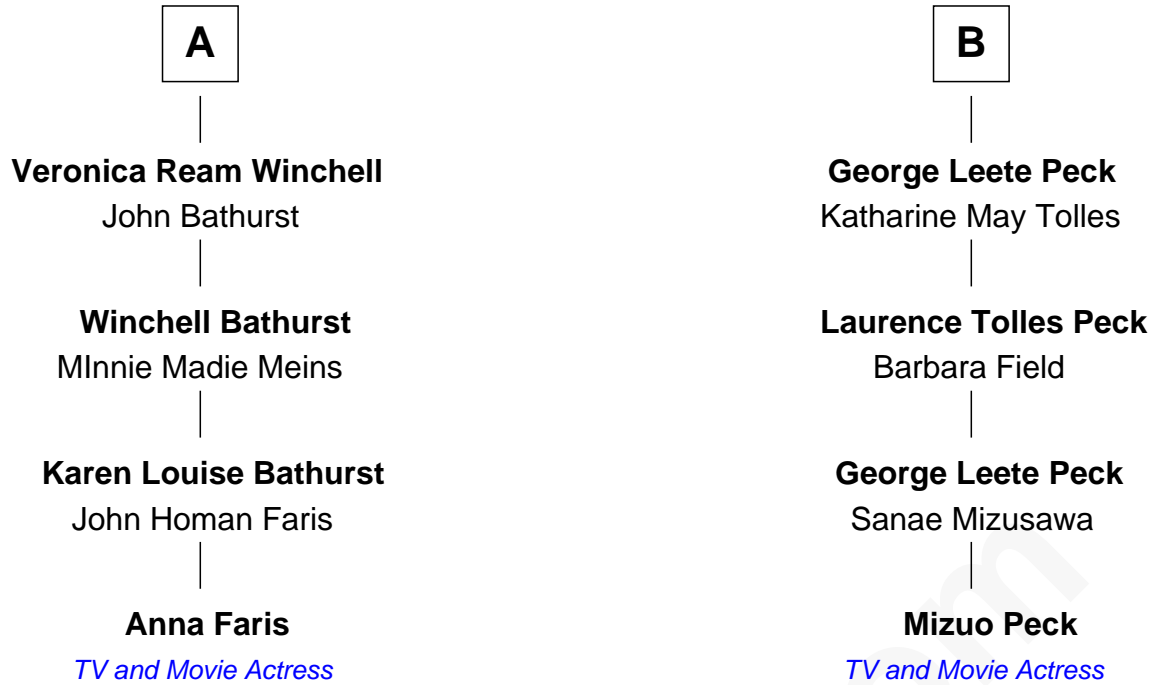 A
B
Veronica Ream Winchell
John Bathurst
George Leete Peck
Katharine May Tolles
Winchell Bathurst
MInnie Madie Meins
Laurence Tolles Peck
Barbara Field
Karen Louise Bathurst
John Homan Faris
George Leete Peck
Sanae Mizusawa
Anna Faris
TV and Movie Actress
Mizuo Peck
TV and Movie Actress